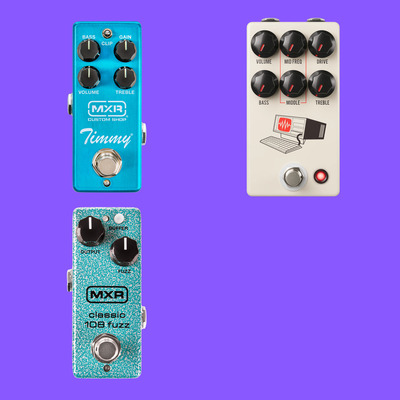 BASS GAIN
CLIP
VOLUME TREBLE
MXR
CUSTOM SHOP
Timmy
VOLUME MID FREQ DRIVE
BASS MIDDLE TREBLE
BUFFER
OUTPUT
FUZZ
MXR
classic
108 fuzz